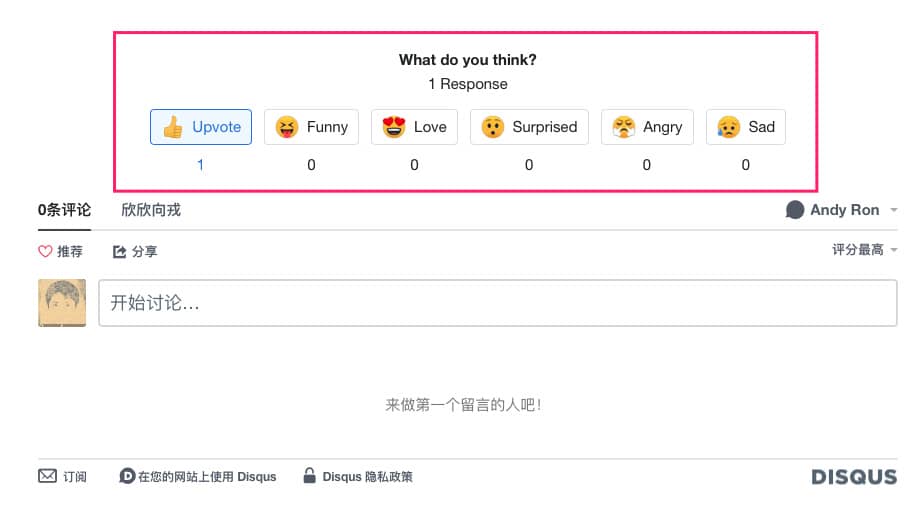 What do you think?
1 Response
Upvote Funny Love Surprised Angry Sad
1 0 0 0 0 0
0条评论 欣欣向戎 Andy Ron
推荐 分享 评分最高
开始讨论…
来做第一个留言的人吧!
订阅 在您的网站上使用 Disqus Disqus 隐私政策 DISQUS